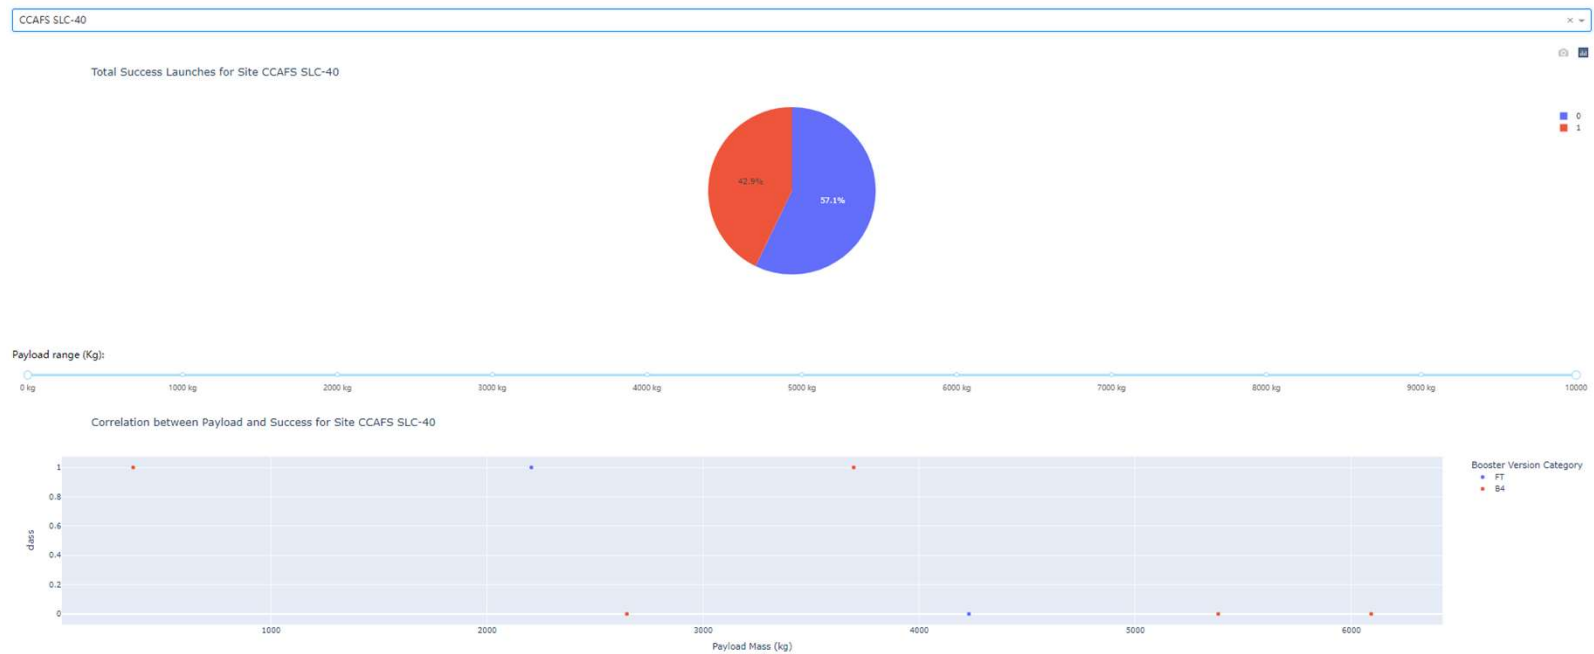 CCAFS SLC-40
Total Success Launches for Site CCAFS SLC-40
0
1
42.9%
57.1%
Payload range (Kg):
0 kg 1000 kg 2000 kg 3000 kg 4000 kg 5000 kg 6000 kg 7000 kg 8000 kg 9000 kg 10000
Correlation between Payload and Success for Site CCAFS SLC-40
1
0.8
0.6
0.4
0.2
0
class
1000 2000 3000 4000 5000 6000
Payload Mass (kg)
Booster Version Category
FT
B4